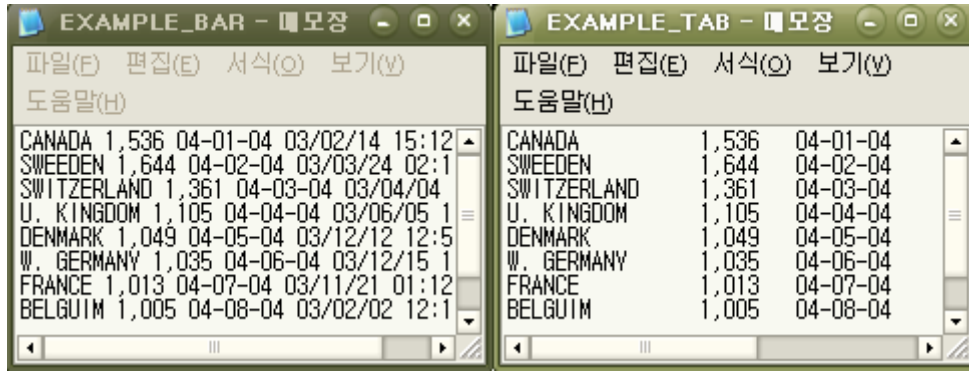 EXAMPLE_BAR - 메모장
파일(F) 편집(E) 서식(O) 보기(V)
도움말(H)
CANADA 1,536 04-01-04 03/02/14 15:12
SWEEDEN 1,644 04-02-04 03/03/24 02:1
SWITZERLAND 1,361 04-03-04 03/04/04
U. KINGDOM 1,105 04-04-04 03/06/05 1
DENMARK 1,049 04-05-04 03/12/12 12:5
W. GERMANY 1,035 04-06-04 03/12/15 1
FRANCE 1,013 04-07-04 03/11/21 01:12
BELGUIM 1,005 04-08-04 03/02/02 12:1
EXAMPLE_TAB - 메모장
파일(F) 편집(E) 서식(O) 보기(V)
도움말(H)
CANADA 1,536 04-01-04
SWEEDEN 1,644 04-02-04
SWITZERLAND 1,361 04-03-04
U. KINGDOM 1,105 04-04-04
DENMARK 1,049 04-05-04
W. GERMANY 1,035 04-06-04
FRANCE 1,013 04-07-04
BELGUIM 1,005 04-08-04